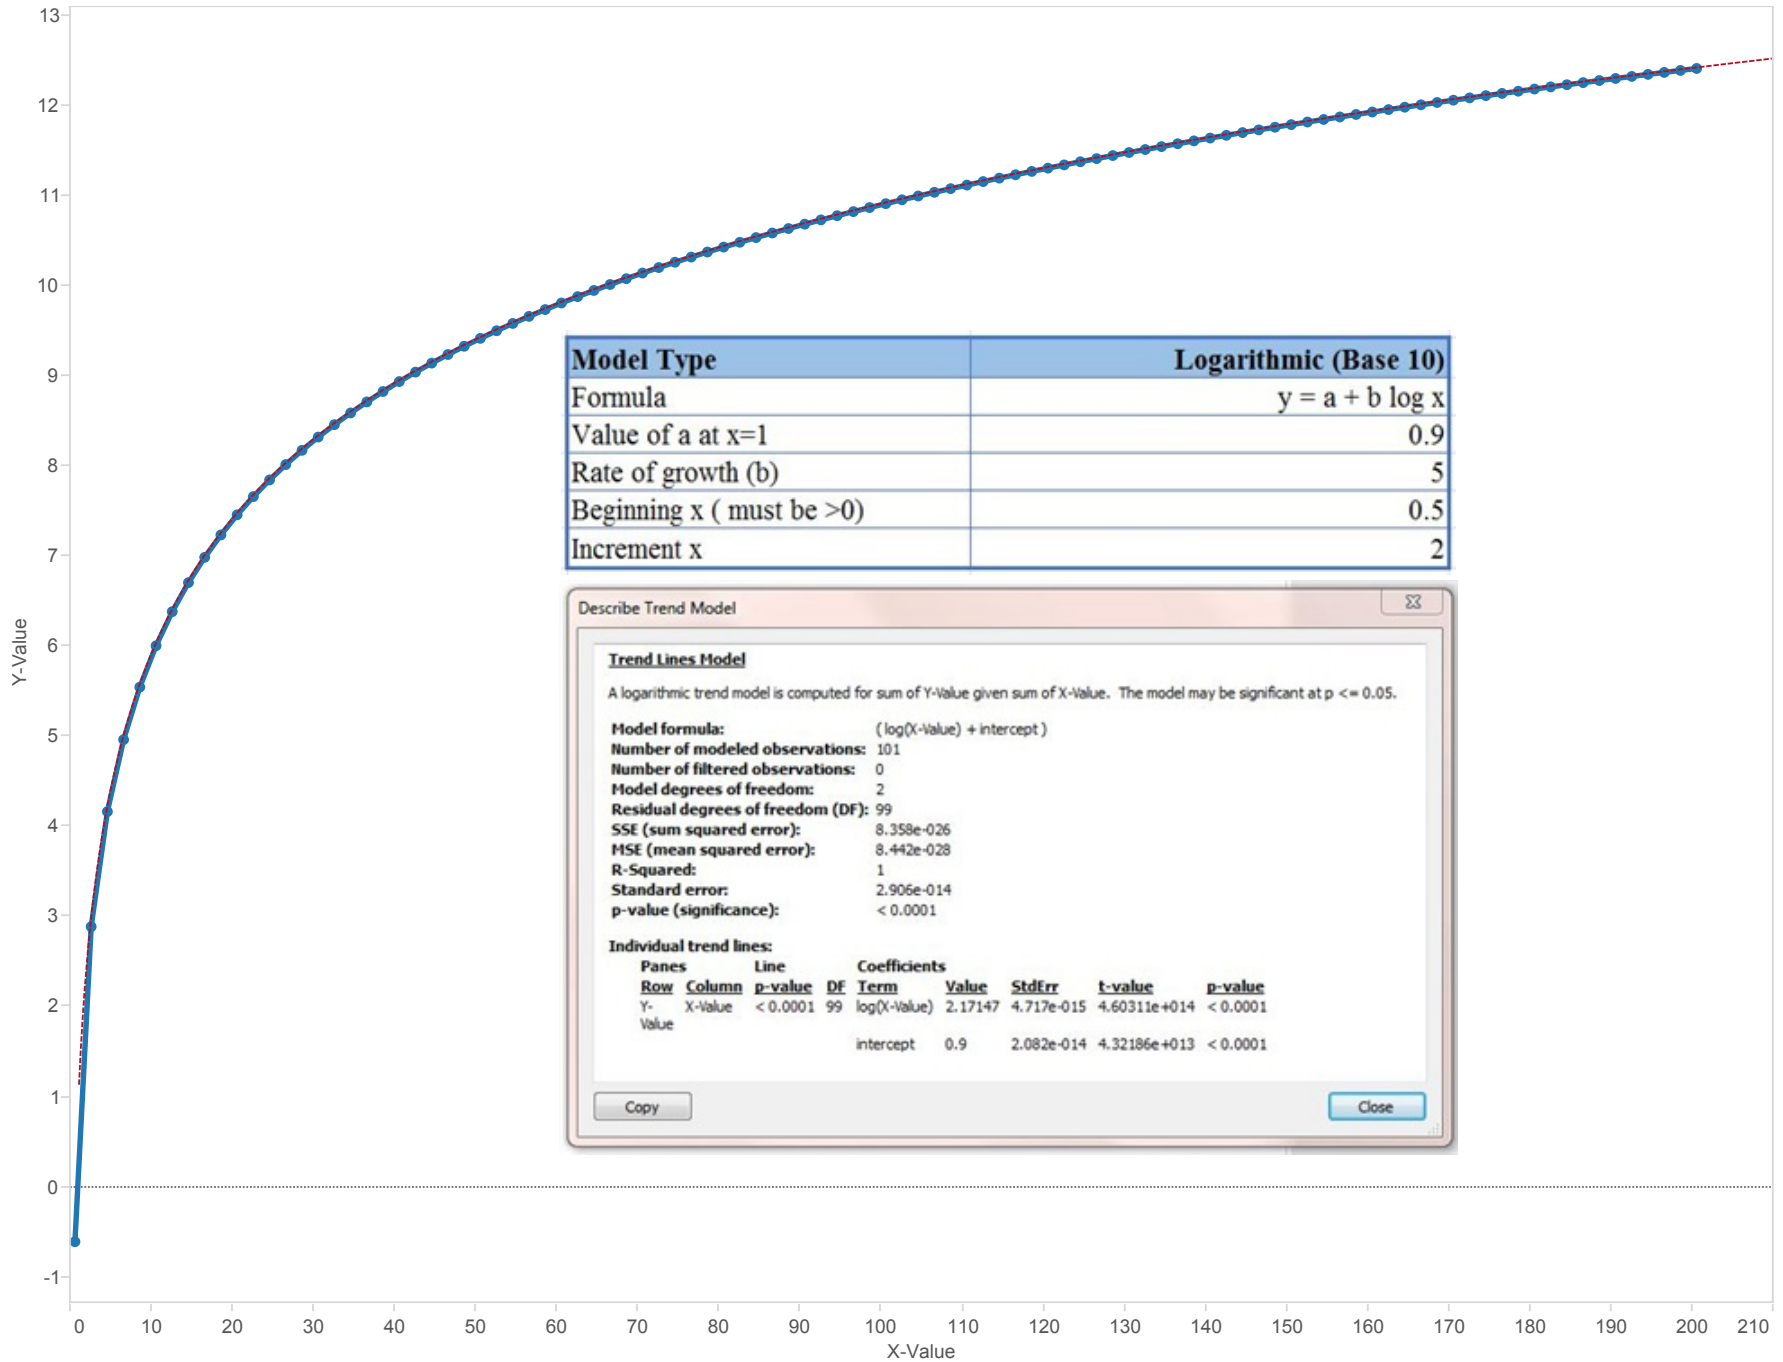 13
12
11
10
9
8
7
6
5
4
3
2
1
0
-1
Y-Value
Model Type Logarithmic (Base 10)
Formula y = a + b log x
Value of a at x=1 0.9
Rate of growth (b) 5
Beginning x ( must be >0) 0.5
Increment x 2
Describe Trend Model
Trend Lines Model
A logarithmic trend model is computed for sum of Y-Value given sum of X-Value. The model may be significant at p <= 0.05.
Model formula: ( log(X-Value) + intercept )
Number of modeled observations: 101
Number of filtered observations: 0
Model degrees of freedom: 2
Residual degrees of freedom (DF): 99
SSE (sum squared error): 8.358e-026
MSE (mean squared error): 8.442e-028
R-Squared: 1
Standard error: 2.906e-014
p-value (significance): < 0.0001
Individual trend lines:
Panes Line Coefficients
Row Column p-value DF Term Value StdErr t-value p-value
Y- X-Value < 0.0001 99 log(X-Value) 2.17147 4.717e-015 4.60311e+014 < 0.0001
Value
intercept 0.9 2.082e-014 4.32186e+013 < 0.0001
Copy Close
0 10 20 30 40 50 60 70 80 90 100 110 120 130 140 150 160 170 180 190 200 210
X-Value